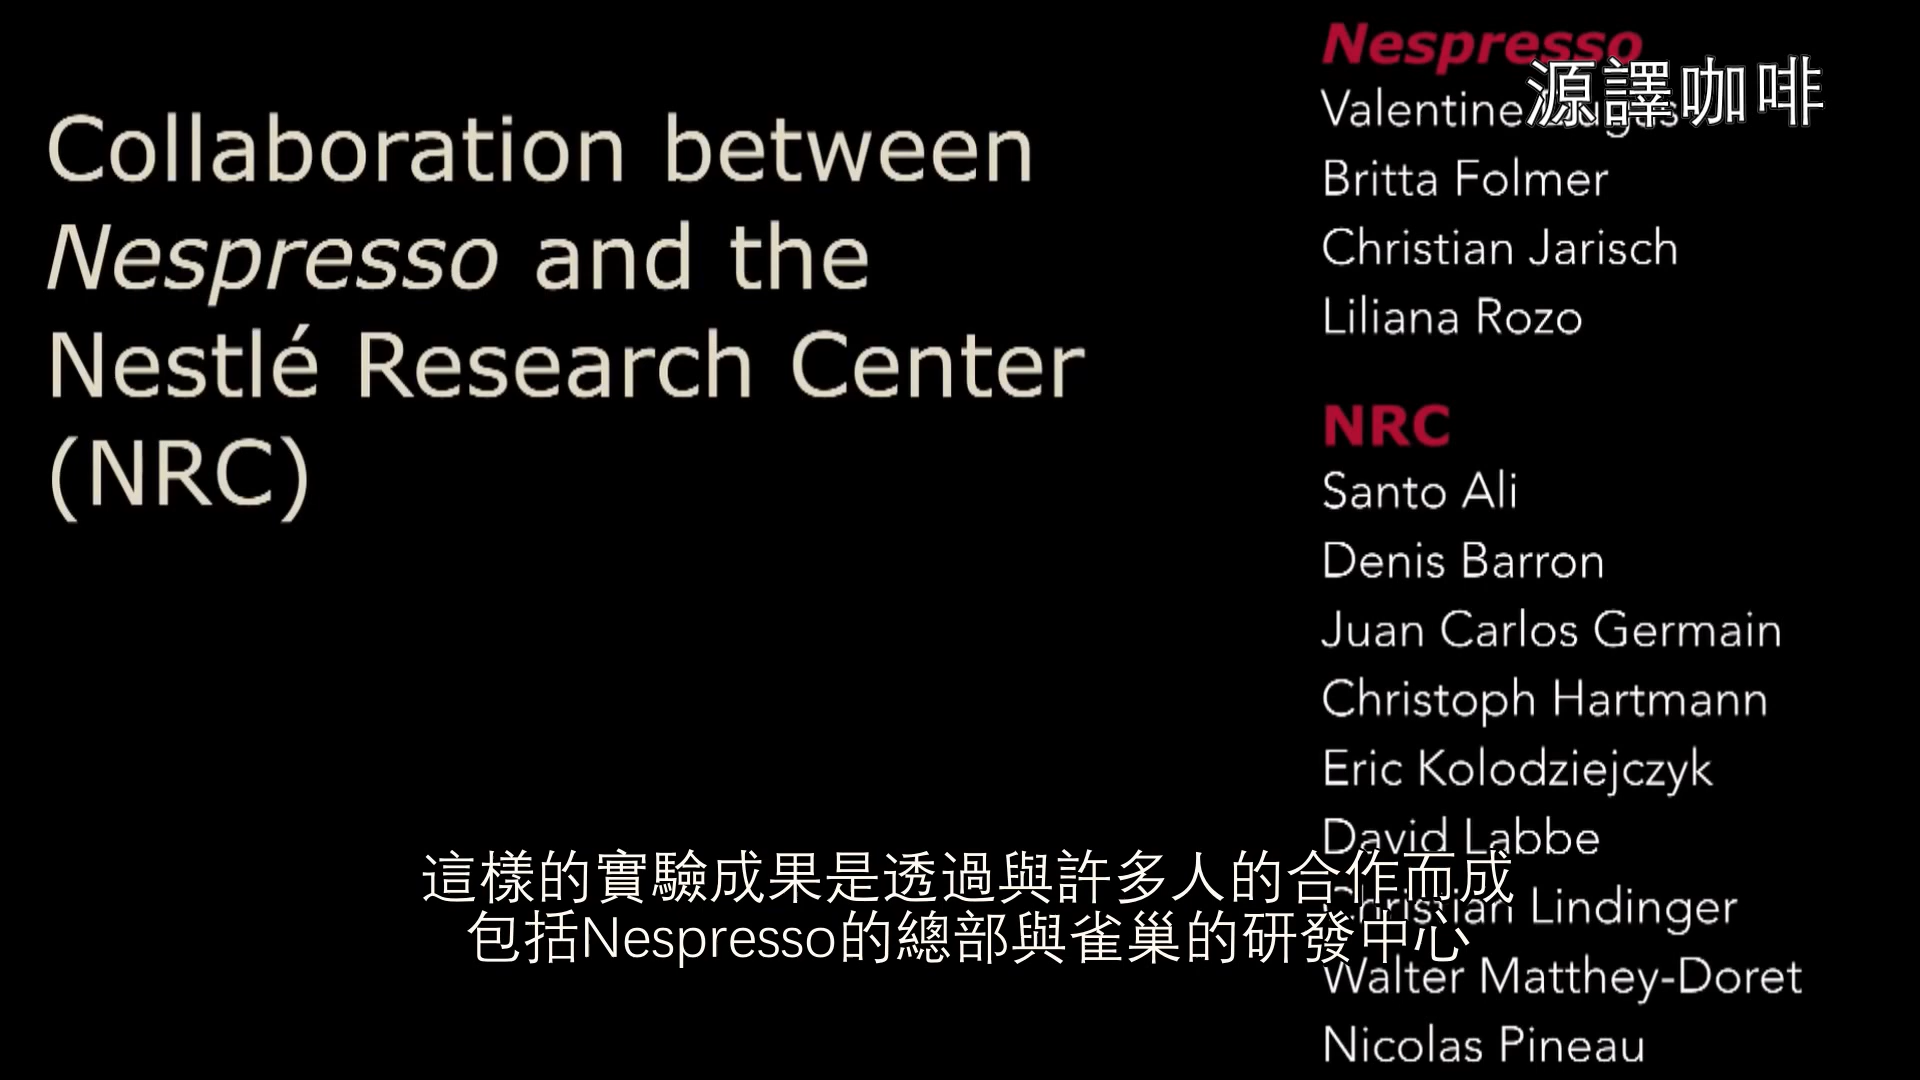 Collaboration between
Nespresso and the
Nestlé Research Center
(NRC)
Nespresso
源譯咖啡
Valentine
Britta Folmer
Christian Jarisch
Liliana Rozo
NRC
Santo Ali
Denis Barron
Juan Carlos Germain
Christoph Hartmann
Eric Kolodziejczyk
David Labbe
Christian Lindinger
Walter Matthey-Doret
Nicolas Pineau
這樣的實驗成果是透過與許多人的合作而成
包括Nespresso的總部與雀巢的研發中心